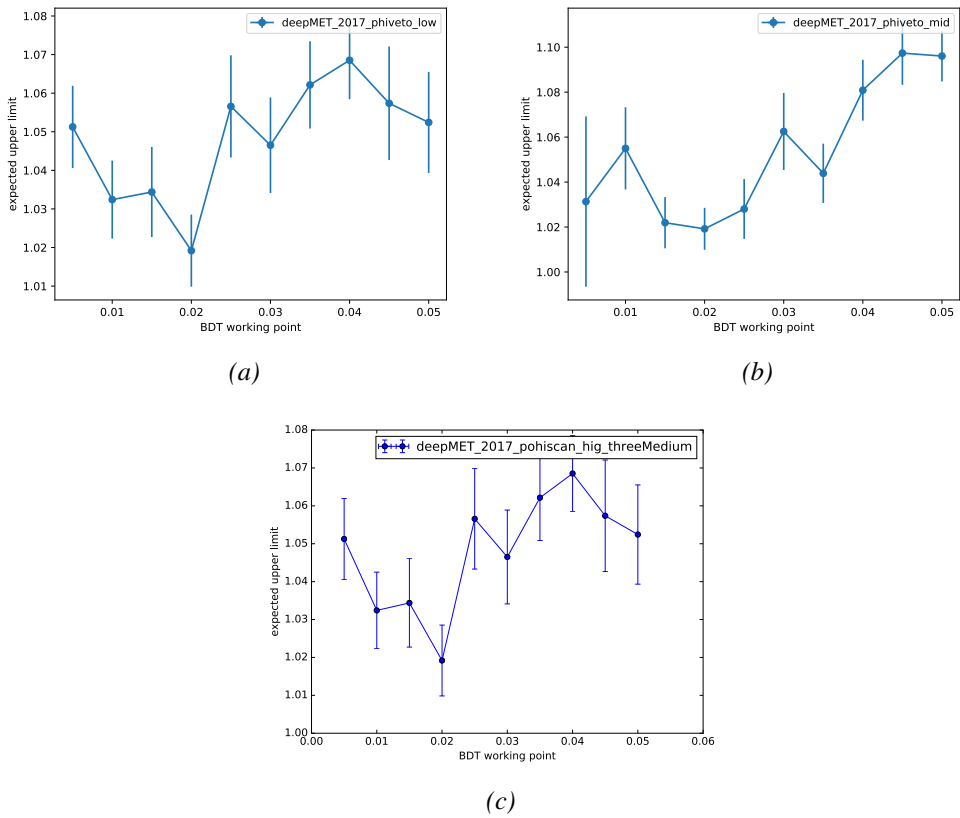 deepMET_2017_phiveto_low
expected upper limit
1.08
1.07
1.06
1.05
1.04
1.03
1.02
1.01
0.01 0.02 0.03 0.04 0.05
BDT working point
(a)
deepMET_2017_phiveto_mid
expected upper limit
1.10
1.08
1.06
1.04
1.02
1.00
0.01 0.02 0.03 0.04 0.05
BDT working point
(b)
deepMET_2017_pohiscan_hig_threeMedium
expected upper limit
1.08
1.07
1.06
1.05
1.04
1.03
1.02
1.01
1.00
0.00 0.01 0.02 0.03 0.04 0.05 0.06
BDT working point
(c)